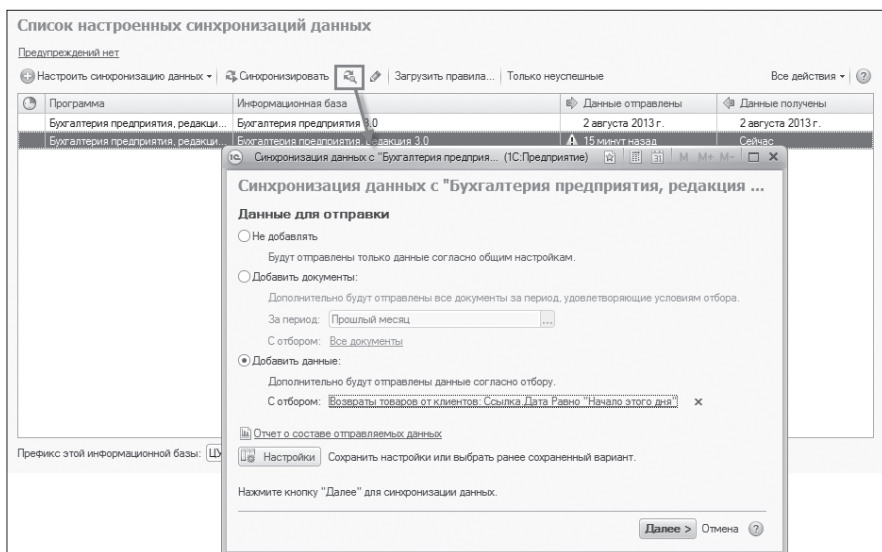 Список настроенных синхронизаций данных
Предупреждений нет
Настроить синхронизацию данных Синхронизировать Загрузить правила... Только неуспешные Все действия ?
Программа Информационная база Данные отправлены Данные получены
Бухгалтерия предприятия, редакци... Бухгалтерия предприятия 3.0 2 августа 2013 г. 2 августа 2013 г.
Бухгалтерия предприятия, редакци... Бухгалтерия предприятия, редакция 3.0 15 минут назад Сейчас
1С Синхронизация данных с "Бухгалтерия предприя... (1С:Предприятие) 31 M M+ M-
Синхронизация данных с "Бухгалтерия предприятия, редакция ...
Данные для отправки
Не добавлять
Будут отправлены только данные согласно общим настройкам.
Добавить документы:
Дополнительно будут отправлены все документы за период, удовлетворяющие условиям отбора.
За период: Прошлый месяц ...
С отбором: Все документы
Добавить данные:
Дополнительно будут отправлены данные согласно отбору.
С отбором: Возвраты товаров от клиентов: Ссылка.Дата Равно "Начало этого дня" ×
Отчет о составе отправляемых данных
Префикс этой информационной базы: ЦУ
Настройки Сохранить настройки или выбрать ранее сохраненный вариант.
Нажмите кнопку "Далее" для синхронизации данных.
Далее > Отмена ?